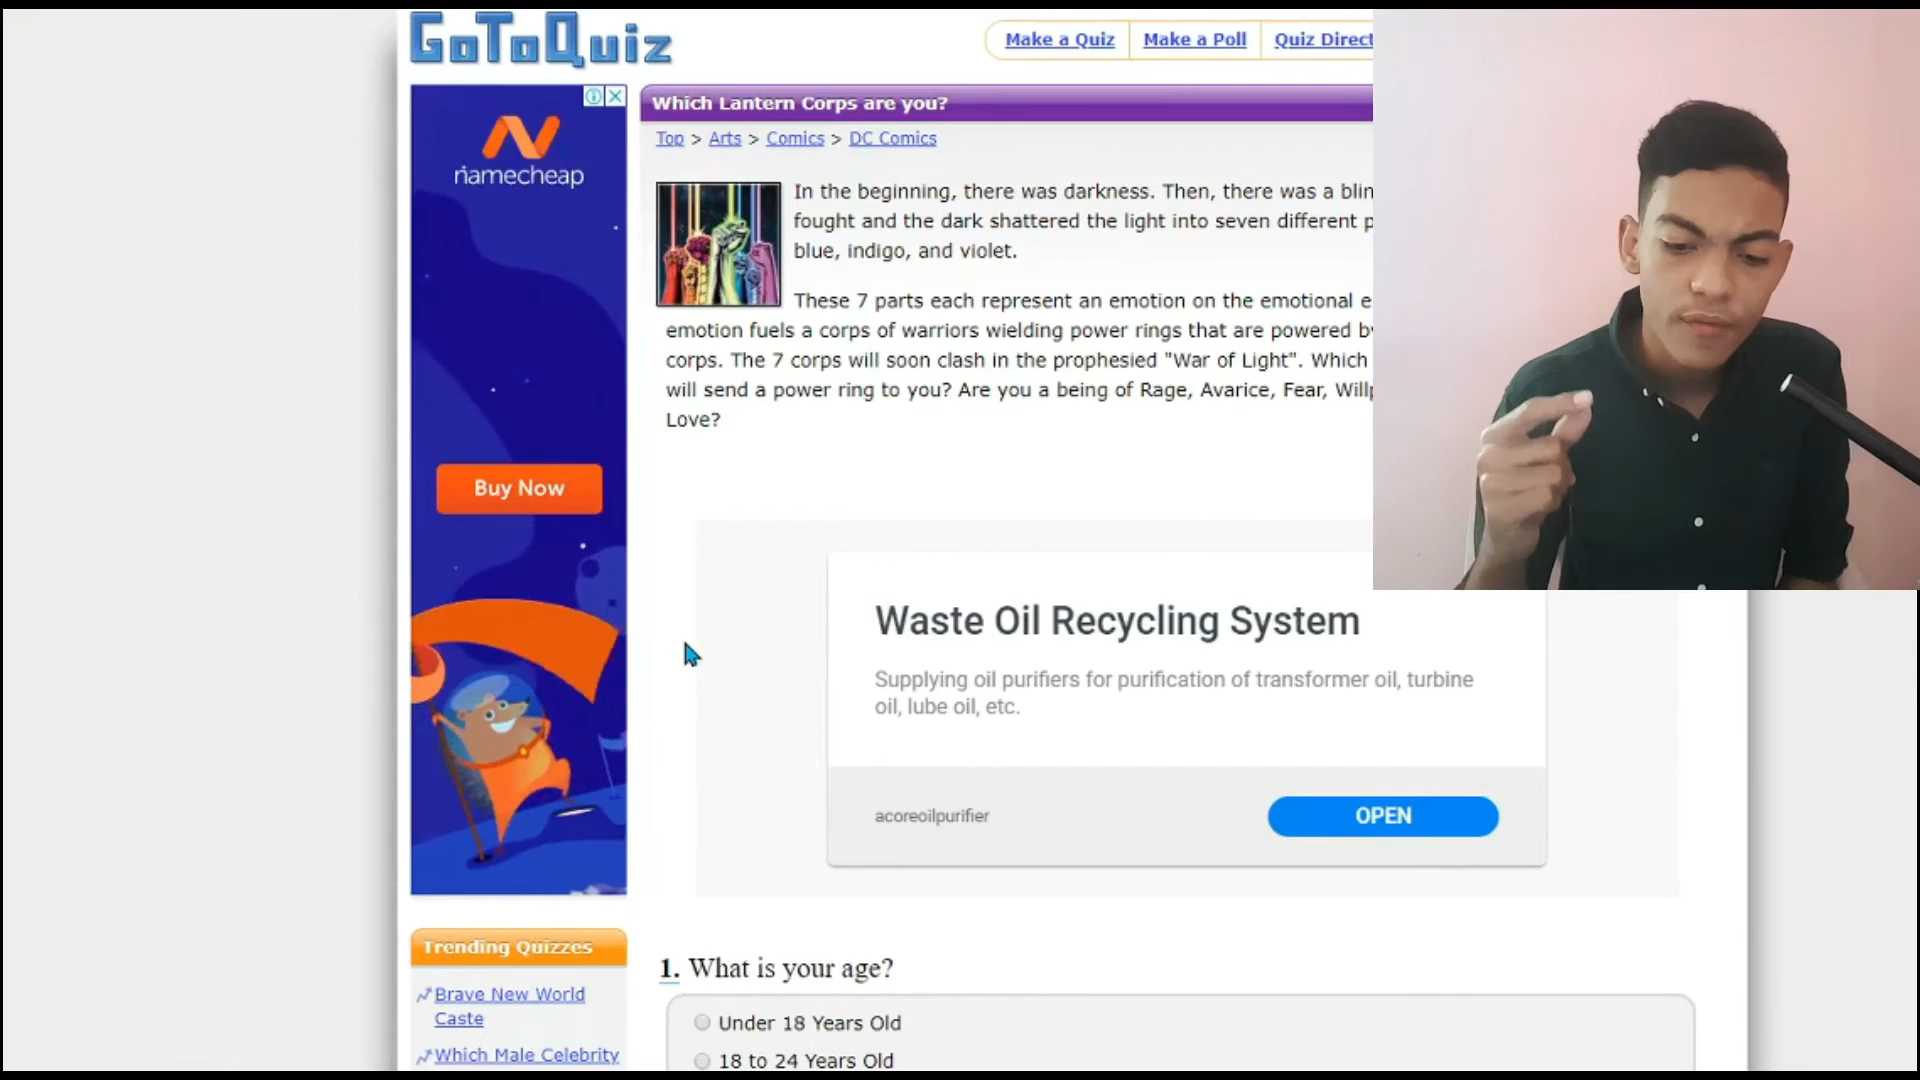 GoToQuiz
Make a Quiz
Make a Poll
Quiz Direct
namecheap
Buy Now
Which Lantern Corps are you?
Top > Arts > Comics > DC Comics
In the beginning, there was darkness. Then, there was a blin
fought and the dark shattered the light into seven different p
blue, indigo, and violet.
These 7 parts each represent an emotion on the emotional e
emotion fuels a corps of warriors wielding power rings that are powered by
corps. The 7 corps will soon clash in the prophesied "War of Light". Which
will send a power ring to you? Are you a being of Rage, Avarice, Fear, Willp
Love?
Waste Oil Recycling System
Supplying oil purifiers for purification of transformer oil, turbine
oil, lube oil, etc.
acoreoilpurifier
OPEN
Trending Quizzes
Brave New World
Caste
Which Male Celebrity
1. What is your age?
Under 18 Years Old
18 to 24 Years Old